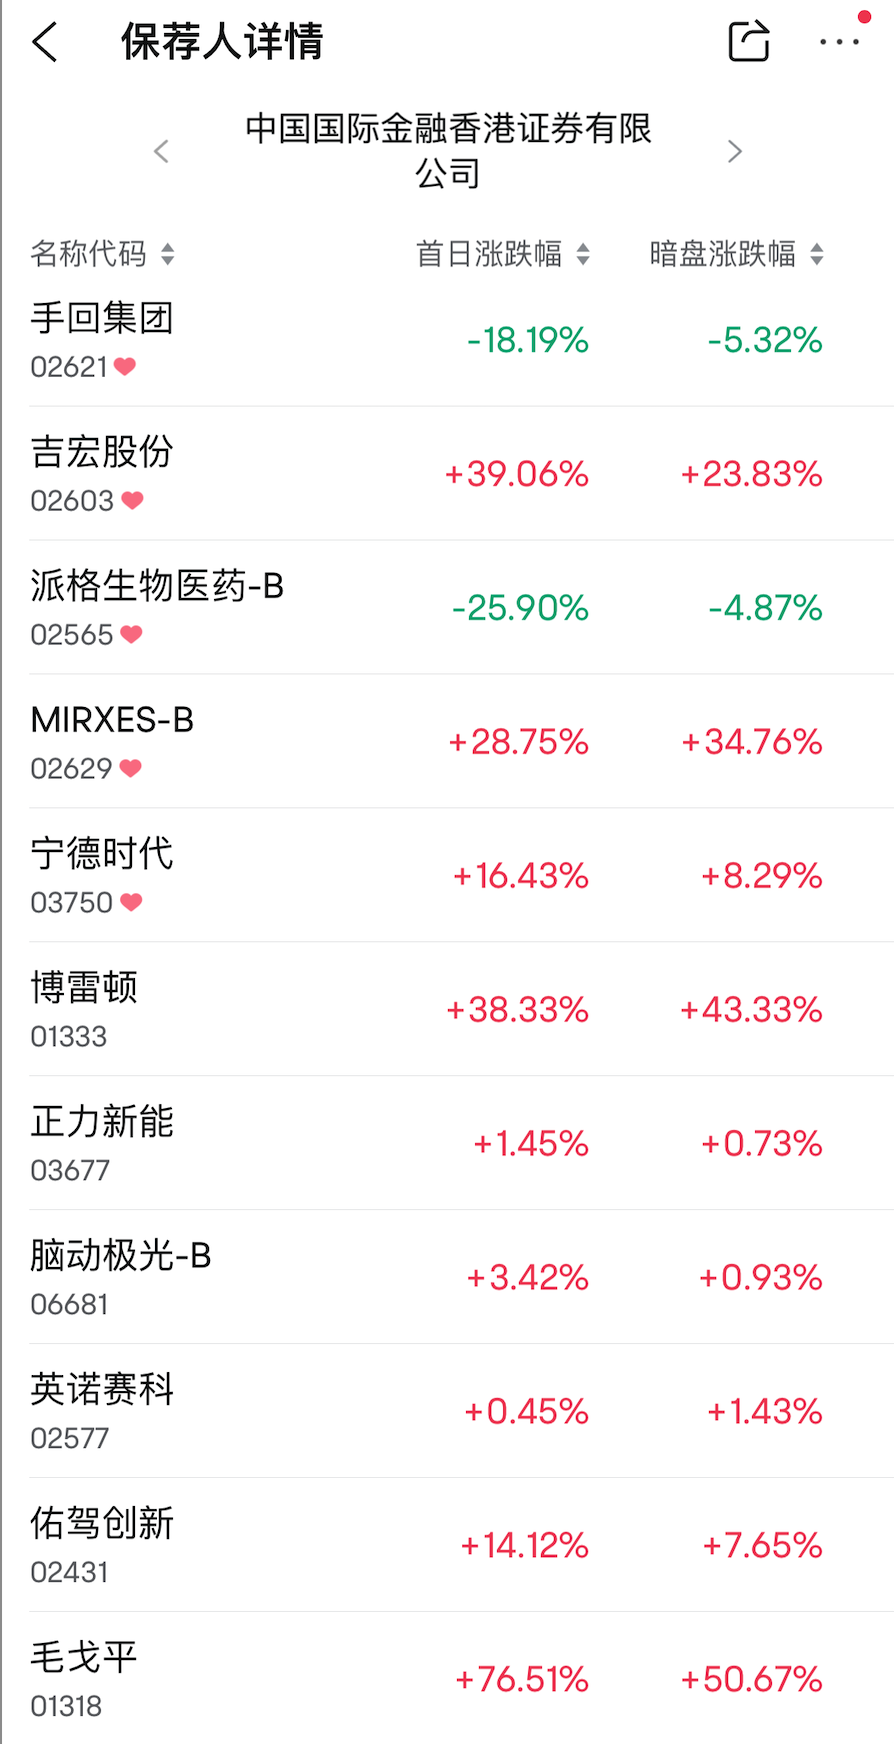 保荐人详情
中国国际金融香港证券有限
公司
名称代码 首日涨跌幅 暗盘涨跌幅
手回集团
-18.19% -5.32%
02621
吉宏股份
+39.06% +23.83%
02603
派格生物医药-B
-25.90% -4.87%
02565
MIRXES-B
+28.75% +34.76%
02629
宁德时代
+16.43% +8.29%
03750
博雷顿
+38.33% +43.33%
01333
正力新能
+1.45% +0.73%
03677
脑动极光-B
+3.42% +0.93%
06681
英诺赛科
+0.45% +1.43%
02577
佑驾创新
+14.12% +7.65%
02431
毛戈平
+76.51% +50.67%
01318